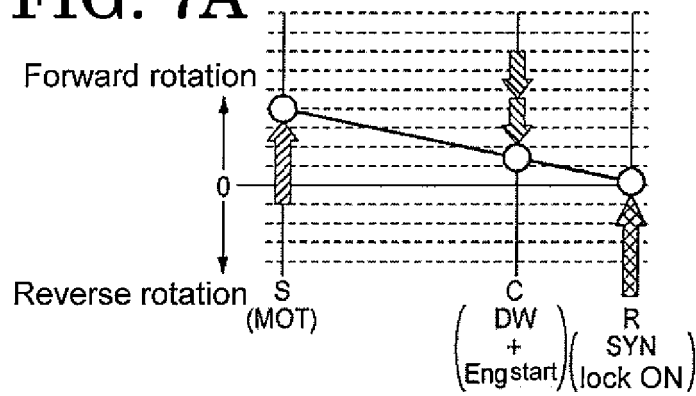 FIG. 7A
Forward rotation
0
Reverse rotation
S
(MOT)
C
(DW
+
Eng start)
R
(SYN
lock ON)